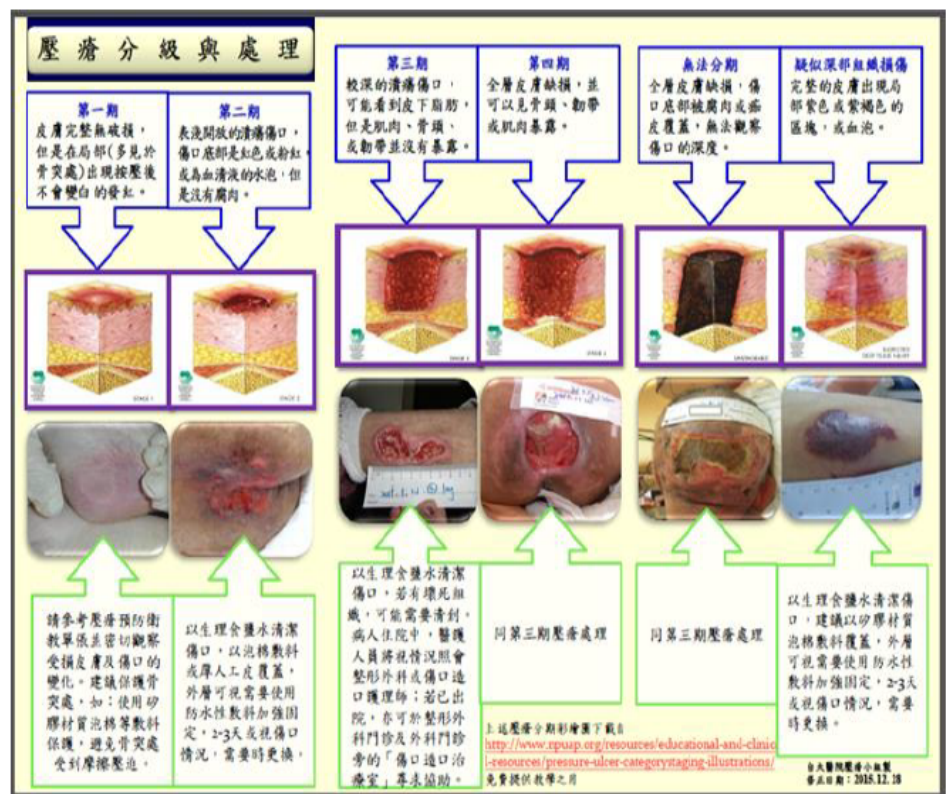 壓瘡分級與處理
第一期
皮膚完整無破損，
但是在局部(多見於
骨突處)出現按壓後
不會變白的發紅。
第二期
表淺開放的潰瘍傷口，
傷口底部是紅色或粉紅，
或為血清液的水泡，但
是沒有腐肉。
第三期
較深的潰瘍傷口，
可能看到皮下脂肪，
但是肌肉、骨頭、
或韌帶並沒有暴露。
第四期
全層皮膚缺損，並
可以見骨頭、韌帶
或肌肉暴露。
無法分期
全層皮膚缺損，傷
口底部被腐肉或痂
皮覆蓋，無法觀察
傷口的深度。
疑似深部組織損傷
完整的皮膚出現局
部紫色或紫褐色的
區塊，或血泡。
STAGE 1
STAGE 2
STAGE 3
STAGE 4
UNSTAGEABLE
SUSPECTED
DEEP TISSUE INJURY
請參考壓瘡預防衛
教單張並密切觀察
受損皮膚及傷口的
變化。建議保護骨
突處，如：使用矽
膠材質泡棉等敷料
保護，避免骨突處
受到摩擦壓迫。
以生理食鹽水清潔
傷口，以泡棉敷料
或厚人工皮覆蓋，
外層可視需要使用
防水性敷料加強固
定，2-3天或視傷口
情況，需要時更換。
以生理食鹽水清潔
傷口，若有壞死組
織，可能需要清創。
病人住院中，醫護
人員將視情況照會
整形外科或傷口造
口護理師；若已出
院，亦可於整形外
科門診及外科門診
旁的「傷口造口治
療室」尋求協助。
同第三期壓瘡處理
同第三期壓瘡處理
以生理食鹽水清潔傷
口，建議以矽膠材質
泡棉敷料覆蓋，外層
可視需要使用防水性
敷料加強固定，2-3天
或視傷口情況，需要
時更換。
上述壓瘡分期彩繪圖下載自
http://www.npuap.org/resources/educational-and-clinic
l-resources/pressure-ulcer-categorystaging-illustrations/
免費提供教學之用
台大醫院壓瘡小組製
修正日期：2015.12.18